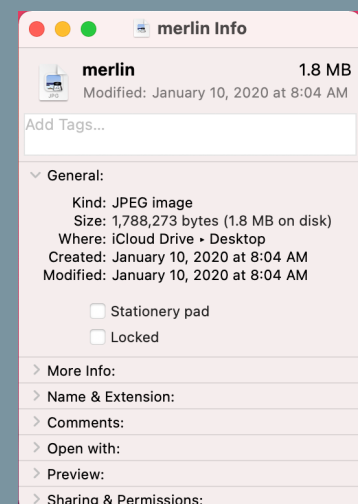 merlin Info
merlin 1.8 MB
Modified: January 10, 2020 at 8:04 AM
JPG
Add Tags...
General:
Kind: JPEG image
Size: 1,788,273 bytes (1.8 MB on disk)
Where: iCloud Drive ▸ Desktop
Created: January 10, 2020 at 8:04 AM
Modified: January 10, 2020 at 8:04 AM
Stationery pad
Locked
More Info:
Name & Extension:
Comments:
Open with:
Preview:
Sharing & Permissions: